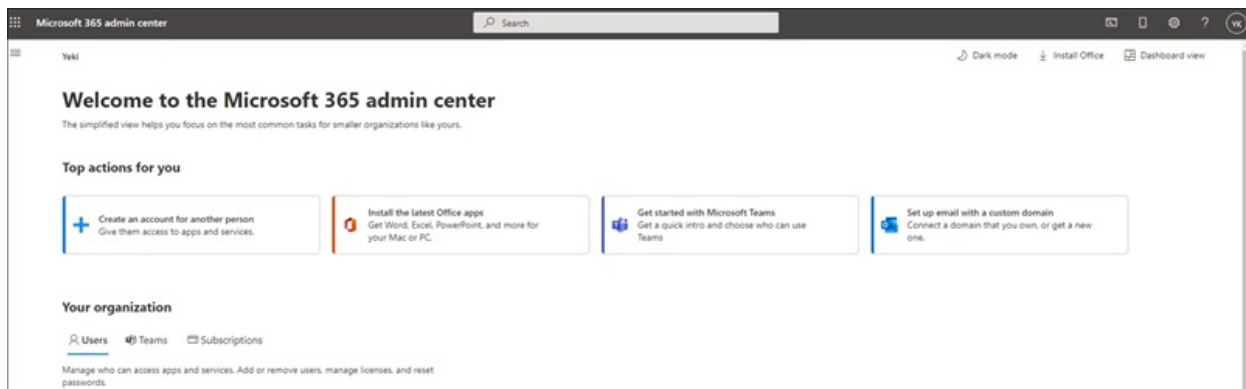 Microsoft 365 admin center
Search
?
YK
Yeki
Dark mode
Install Office
Dashboard view
Welcome to the Microsoft 365 admin center
The simplified view helps you focus on the most common tasks for smaller organizations like yours.
Top actions for you
Create an account for another person
Give them access to apps and services.
Install the latest Office apps
Get Word, Excel, PowerPoint, and more for
your Mac or PC.
Get started with Microsoft Teams
Get a quick intro and choose who can use
Teams
Set up email with a custom domain
Connect a domain that you own, or get a new
one.
Your organization
Users
Teams
Subscriptions
Manage who can access apps and services. Add or remove users, manage licenses, and reset
passwords.